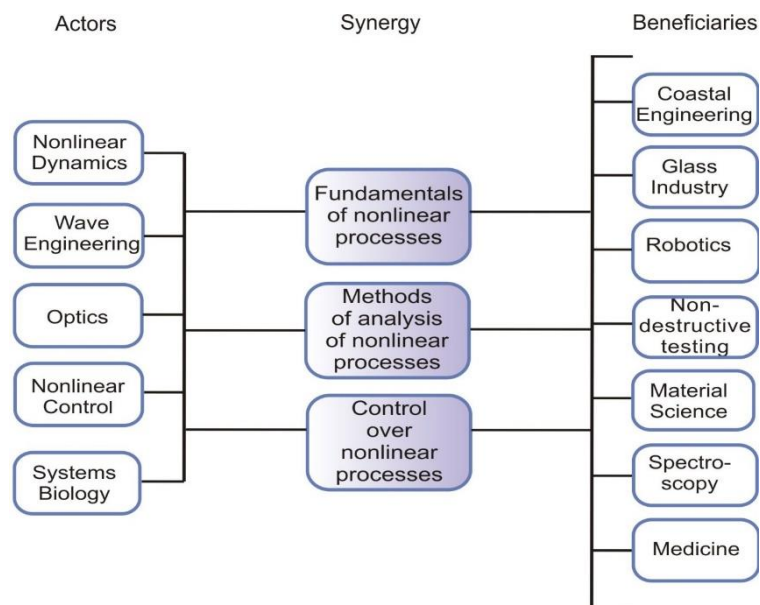 Actors
Synergy
Beneficiaries
Nonlinear
Dynamics
Wave
Engineering
Optics
Nonlinear
Control
Systems
Biology
Fundamentals
of nonlinear
processes
Methods
of analysis
of nonlinear
processes
Control
over
nonlinear
processes
Coastal
Engineering
Glass
Industry
Robotics
Non-
destructive
testing
Material
Science
Spectro-
scopy
Medicine